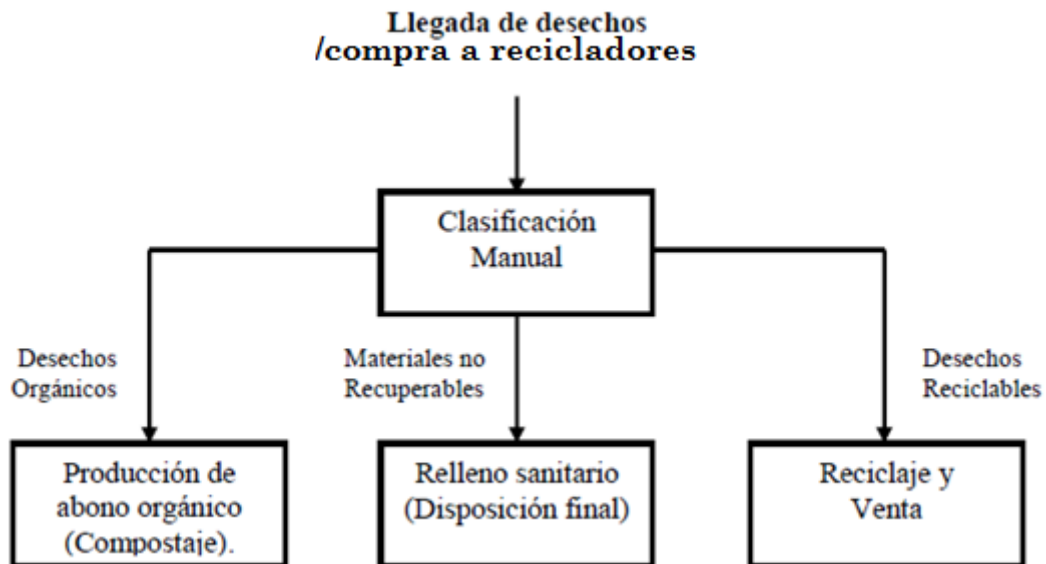 Llegada de desechos
/compra a recicladores
Clasificación
Manual
Desechos
Orgánicos
Materiales no
Recuperables
Desechos
Reciclables
Producción de
abono orgánico
(Compostaje).
Relleno sanitario
(Disposición final)
Reciclaje y
Venta